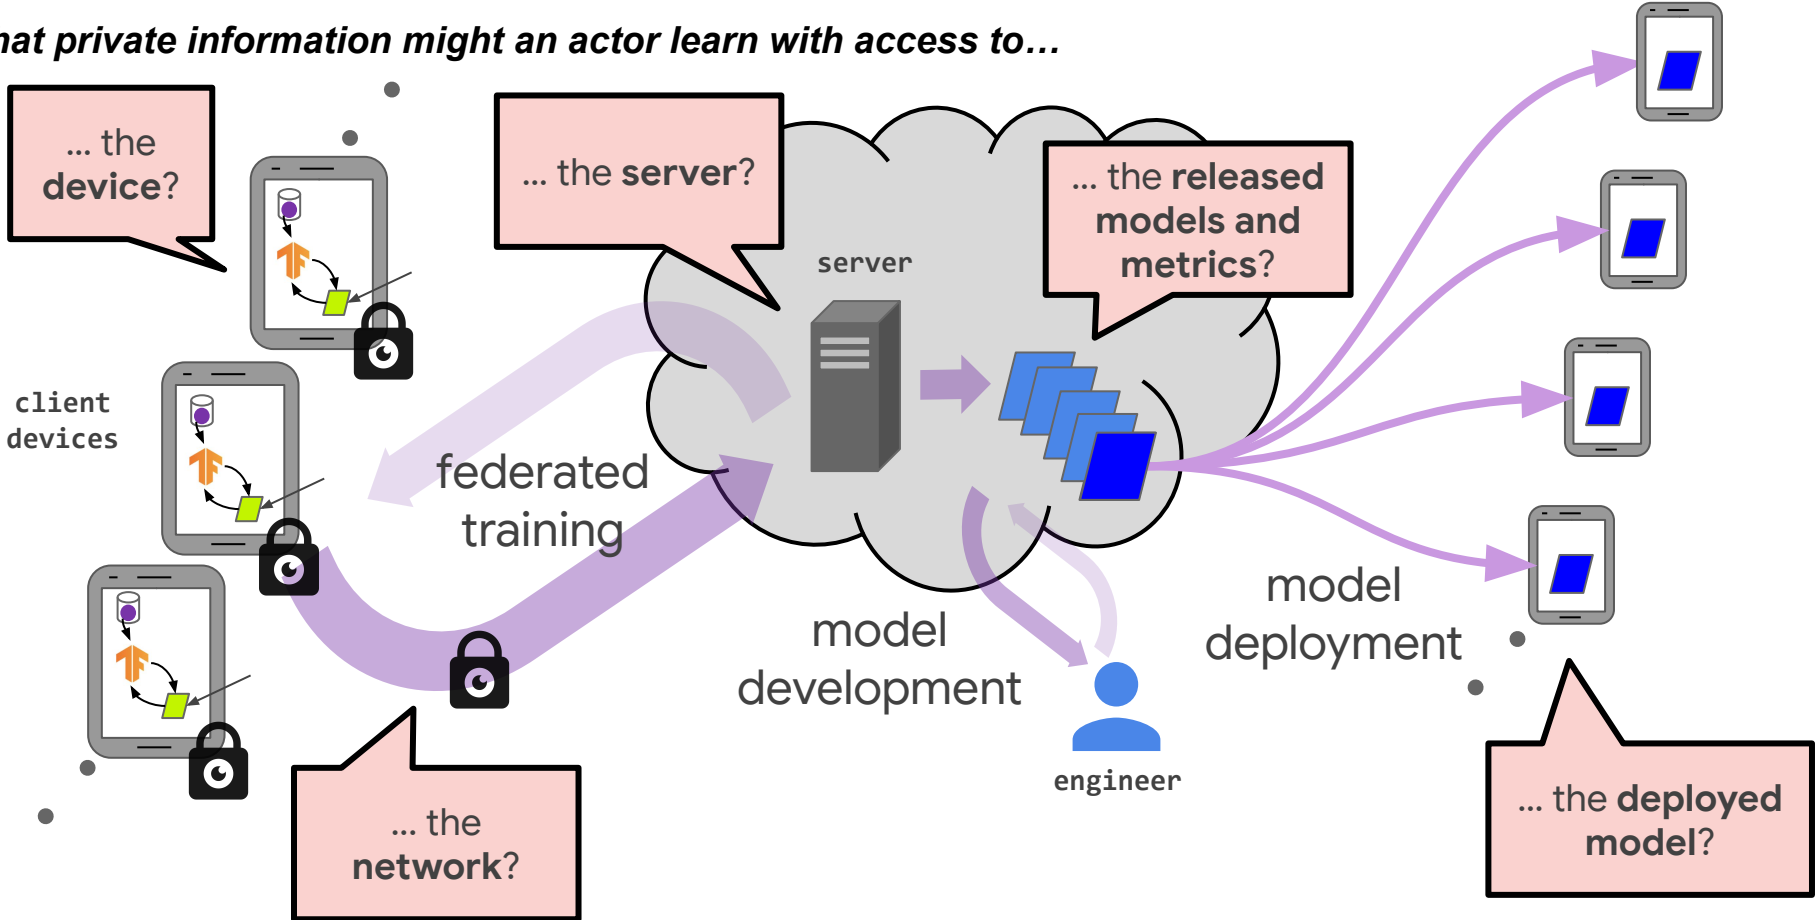 hat private information might an actor learn with access to…
... the
device?
... the server?
... the released
models and
metrics?
server
client
devices
federated
training
model
development
model
deployment
engineer
... the
network?
... the deployed
model?